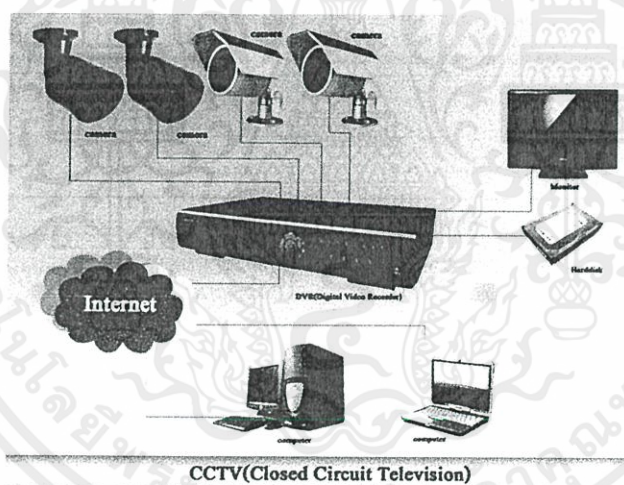 camera
camera
camera
camera
Monitor
Harddisk
DVR(Digital Video Recorder)
Internet
computer
computer
CCTV(Closed Circuit Television)